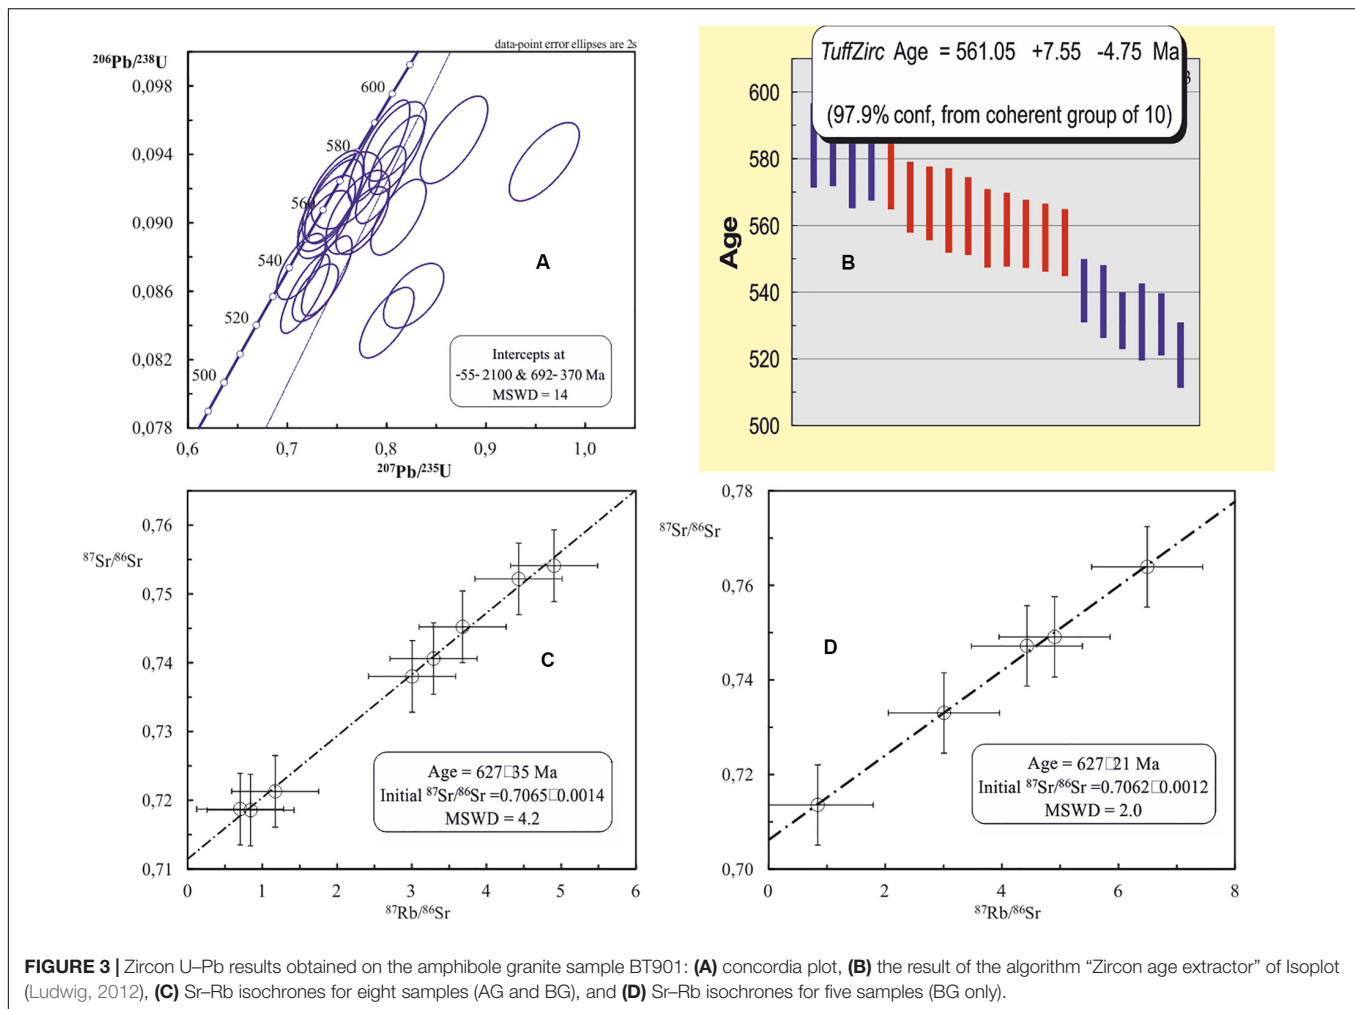 data-point error ellipses are 2s
206Pb/238U
0,098
0,094
0,090
0,086
0,082
0,078
600
580
560
540
520
500
A
Intercepts at
-55- 2100 & 692- 370 Ma
MSWD = 14
0,6 0,7 0,8 0,9 1,0
207Pb/235U
TuffZirc Age = 561.05 +7.55 -4.75 Ma
(97.9% conf, from coherent group of 10)
Age
600
580
560
540
520
500
B
87Sr/86Sr
0,76
0,75
0,74
0,73
0,72
0,71
C
Age = 627□35 Ma
Initial 87Sr/86Sr =0.7065□0.0014
MSWD = 4.2
0 1 2 3 4 5 6
87Rb/86Sr
0,78
87Sr/86Sr
0,76
0,74
0,72
0,70
D
Age = 627□21 Ma
Initial 87Sr/86Sr =0.7062□0.0012
MSWD = 2.0
0 2 4 6 8
87Rb/86Sr
FIGURE 3 | Zircon U–Pb results obtained on the amphibole granite sample BT901: (A) concordia plot, (B) the result of the algorithm “Zircon age extractor” of Isoplot
(Ludwig, 2012), (C) Sr–Rb isochrones for eight samples (AG and BG), and (D) Sr–Rb isochrones for five samples (BG only).